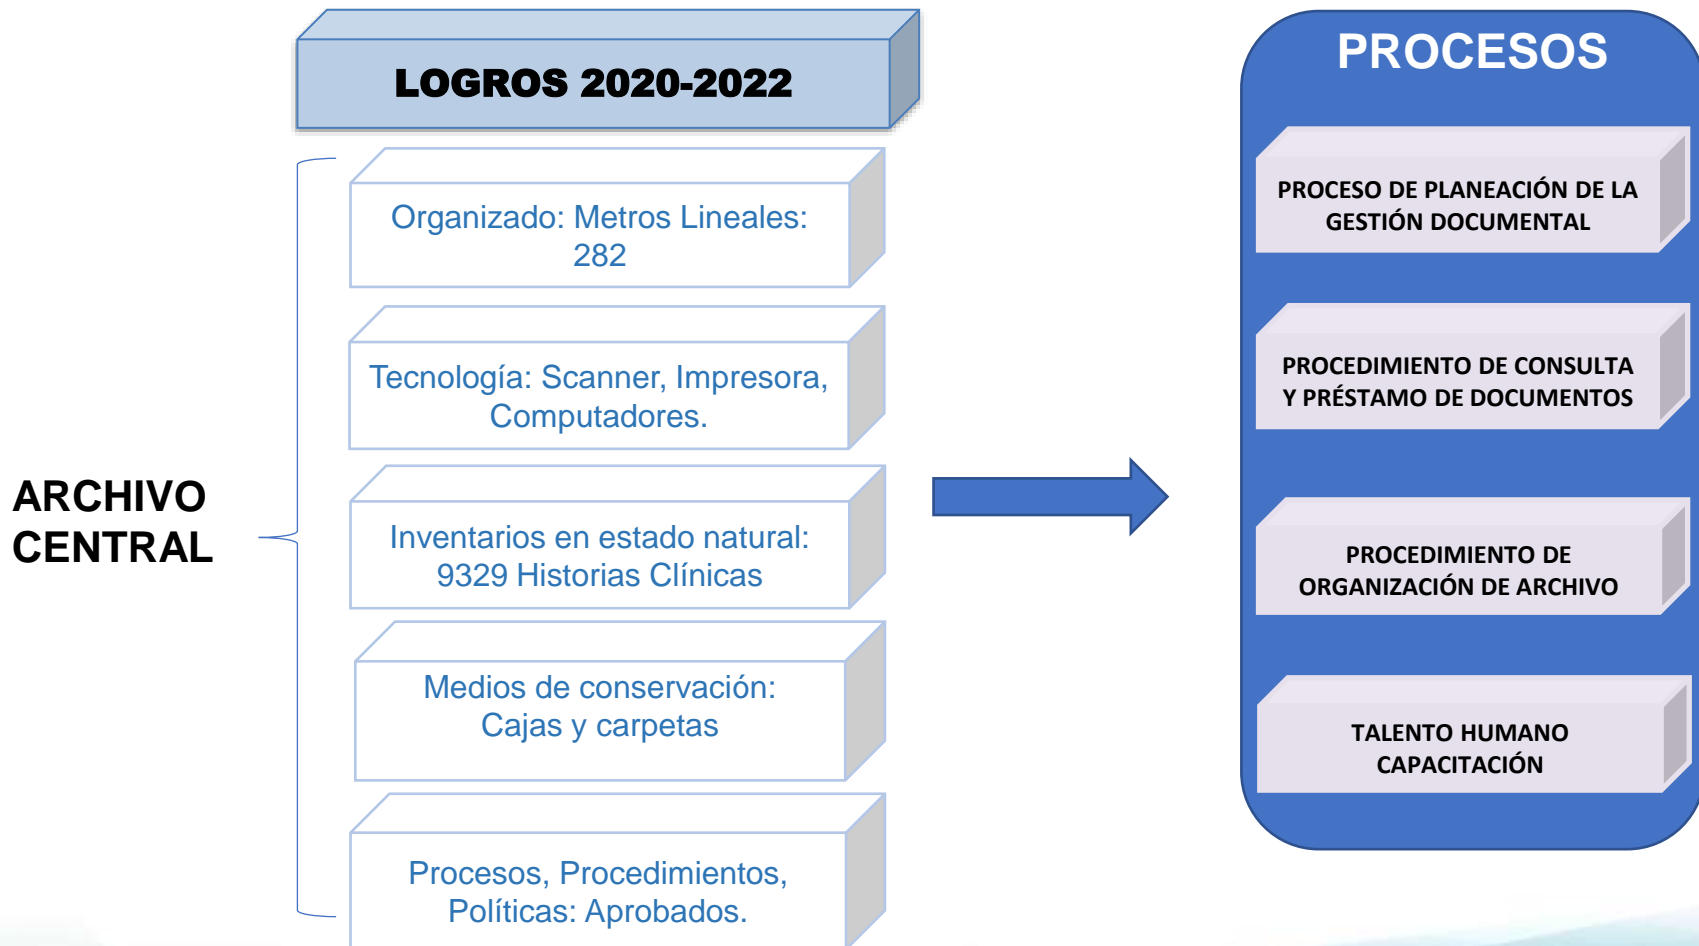 LOGROS 2020-2022
ARCHIVO
CENTRAL
Organizado: Metros Lineales:
282
Tecnología: Scanner, Impresora,
Computadores.
Inventarios en estado natural:
9329 Historias Clínicas
Medios de conservación:
Cajas y carpetas
Procesos, Procedimientos,
Políticas: Aprobados.
PROCESOS
PROCESO DE PLANEACIÓN DE LA
GESTIÓN DOCUMENTAL
PROCEDIMIENTO DE CONSULTA
Y PRÉSTAMO DE DOCUMENTOS
PROCEDIMIENTO DE
ORGANIZACIÓN DE ARCHIVO
TALENTO HUMANO
CAPACITACIÓN